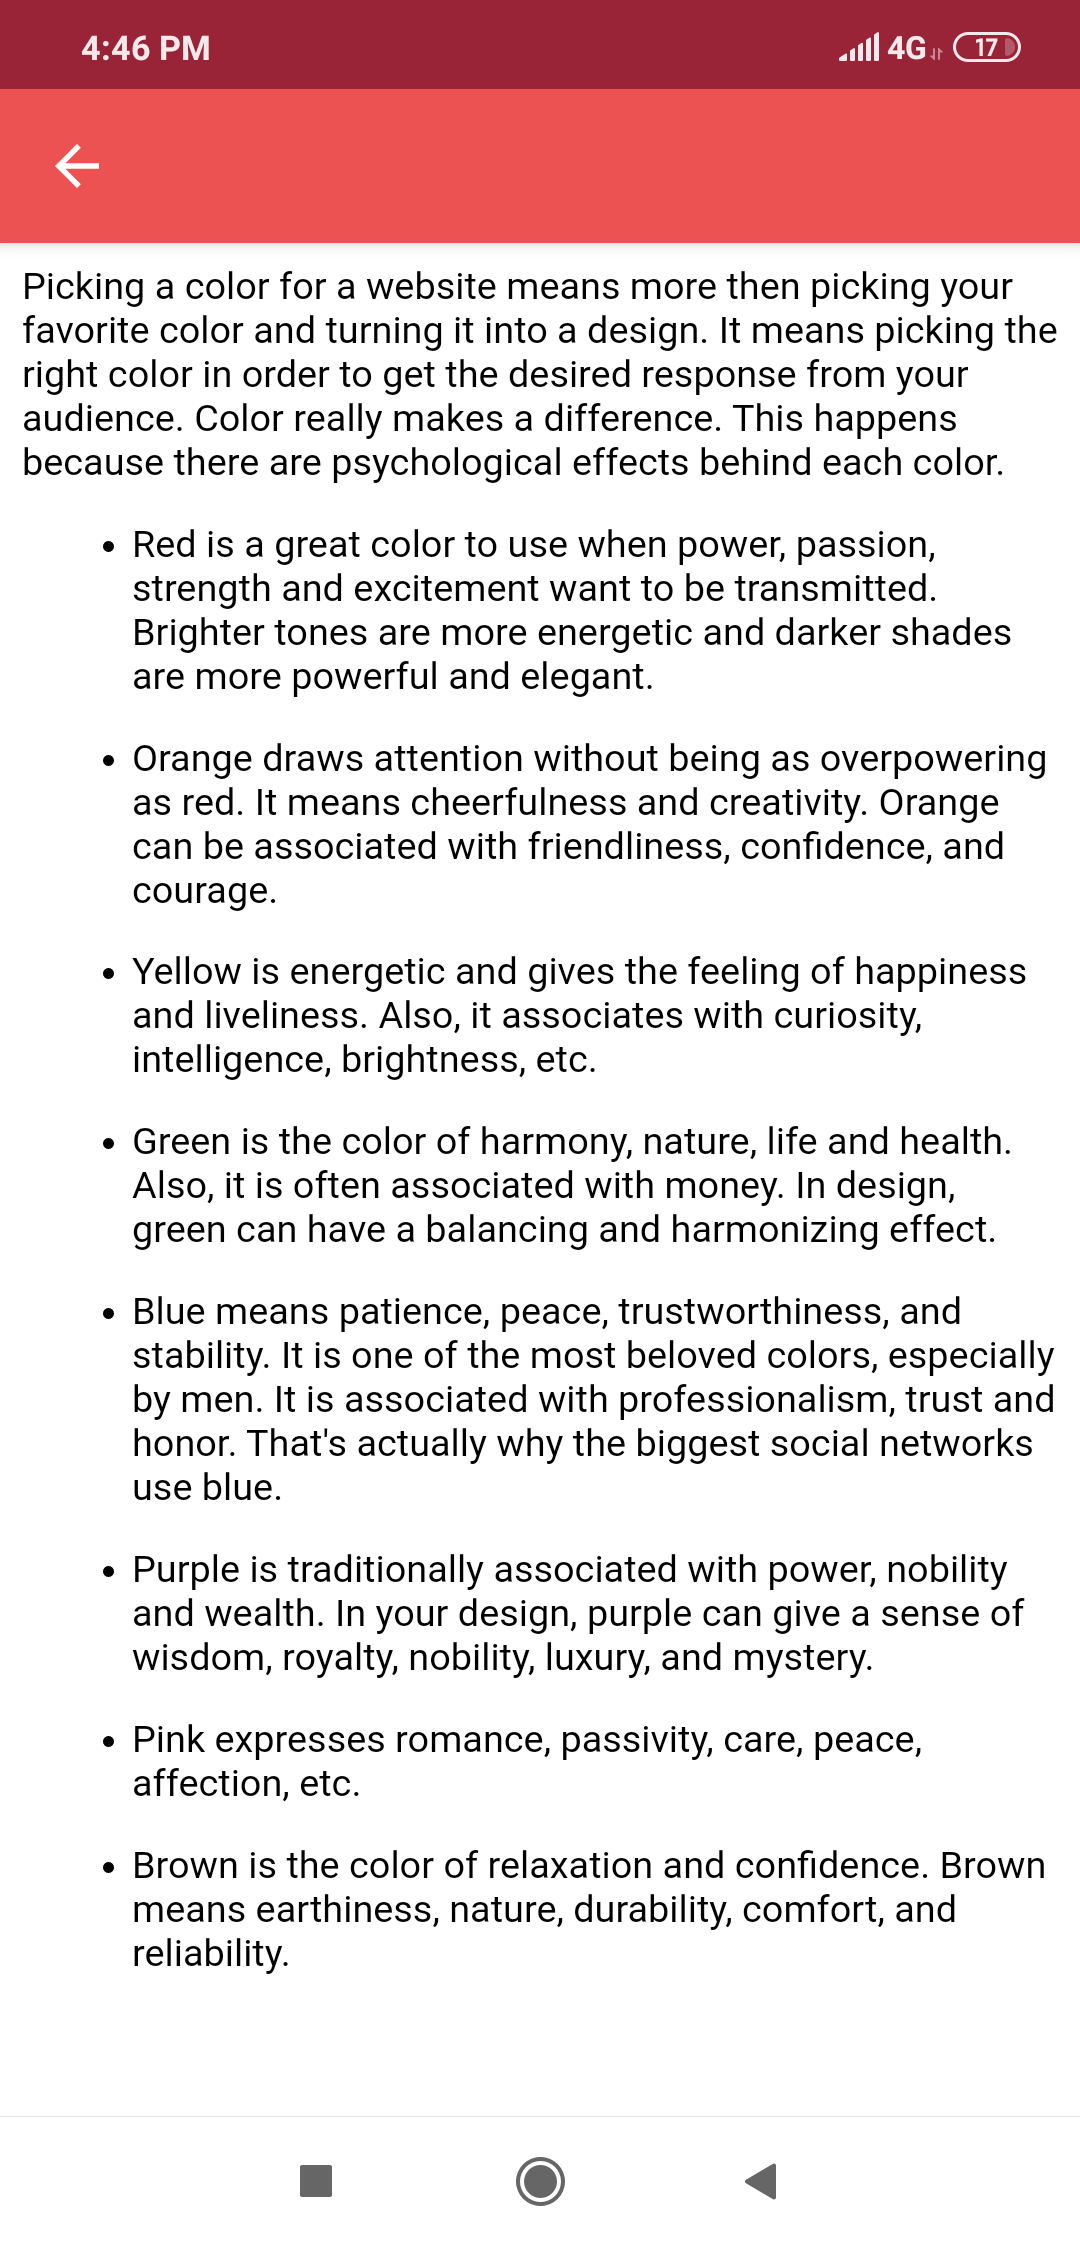 4:46 PM
4G 17
Picking a color for a website means more then picking your
favorite color and turning it into a design. It means picking the
right color in order to get the desired response from your
audience. Color really makes a difference. This happens
because there are psychological effects behind each color.
• Red is a great color to use when power, passion,
strength and excitement want to be transmitted.
Brighter tones are more energetic and darker shades
are more powerful and elegant.
• Orange draws attention without being as overpowering
as red. It means cheerfulness and creativity. Orange
can be associated with friendliness, confidence, and
courage.
• Yellow is energetic and gives the feeling of happiness
and liveliness. Also, it associates with curiosity,
intelligence, brightness, etc.
• Green is the color of harmony, nature, life and health.
Also, it is often associated with money. In design,
green can have a balancing and harmonizing effect.
• Blue means patience, peace, trustworthiness, and
stability. It is one of the most beloved colors, especially
by men. It is associated with professionalism, trust and
honor. That's actually why the biggest social networks
use blue.
• Purple is traditionally associated with power, nobility
and wealth. In your design, purple can give a sense of
wisdom, royalty, nobility, luxury, and mystery.
• Pink expresses romance, passivity, care, peace,
affection, etc.
• Brown is the color of relaxation and confidence. Brown
means earthiness, nature, durability, comfort, and
reliability.